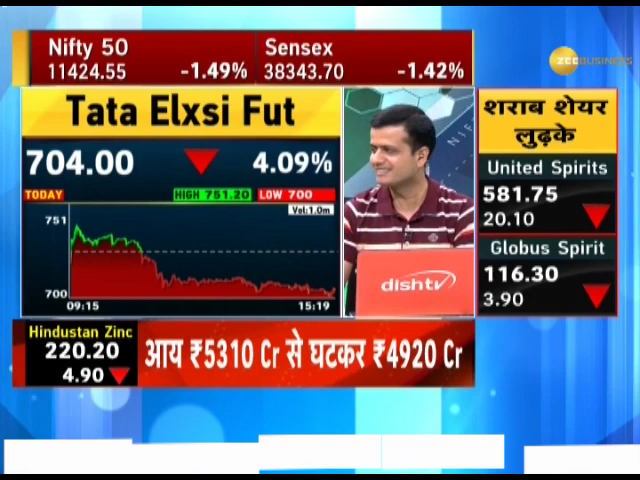 Nifty 50
11424.55 -1.49%
Sensex
38343.70 -1.42%
ZEE BUSINESS
Tata Elxsi Fut
704.00 4.09%
TODAY HIGH 751.20 LOW 700
Vol:1.0m
751
700
09:15 15:19
NIF
dishtv
शराब शेयर
लुढ़के
United Spirits
581.75
20.10
Globus Spirit
116.30
3.90
Hindustan Zinc
220.20
4.90
आय ₹5310 Cr से घटकर ₹4920 Cr